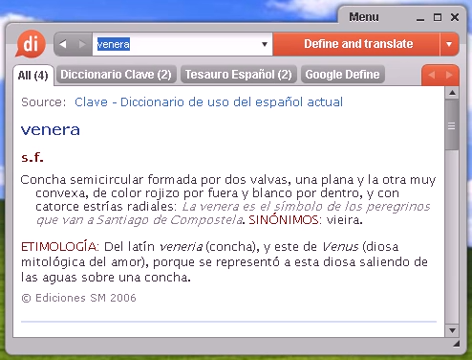 Menu
di
venera
Define and translate
All (4) Diccionario Clave (2) Tesauro Español (2) Google Define
Source: Clave - Diccionario de uso del español actual
venera
s.f.
Concha semicircular formada por dos valvas, una plana y la otra muy
convexa, de color rojizo por fuera y blanco por dentro, y con
catorce estrías radiales: La venera es el símbolo de los peregrinos
que van a Santiago de Compostela. SINÓNIMOS: vieira.
ETIMOLOGÍA: Del latín veneria (concha), y este de Venus (diosa
mitológica del amor), porque se representó a esta diosa saliendo de
las aguas sobre una concha.
© Ediciones SM 2006